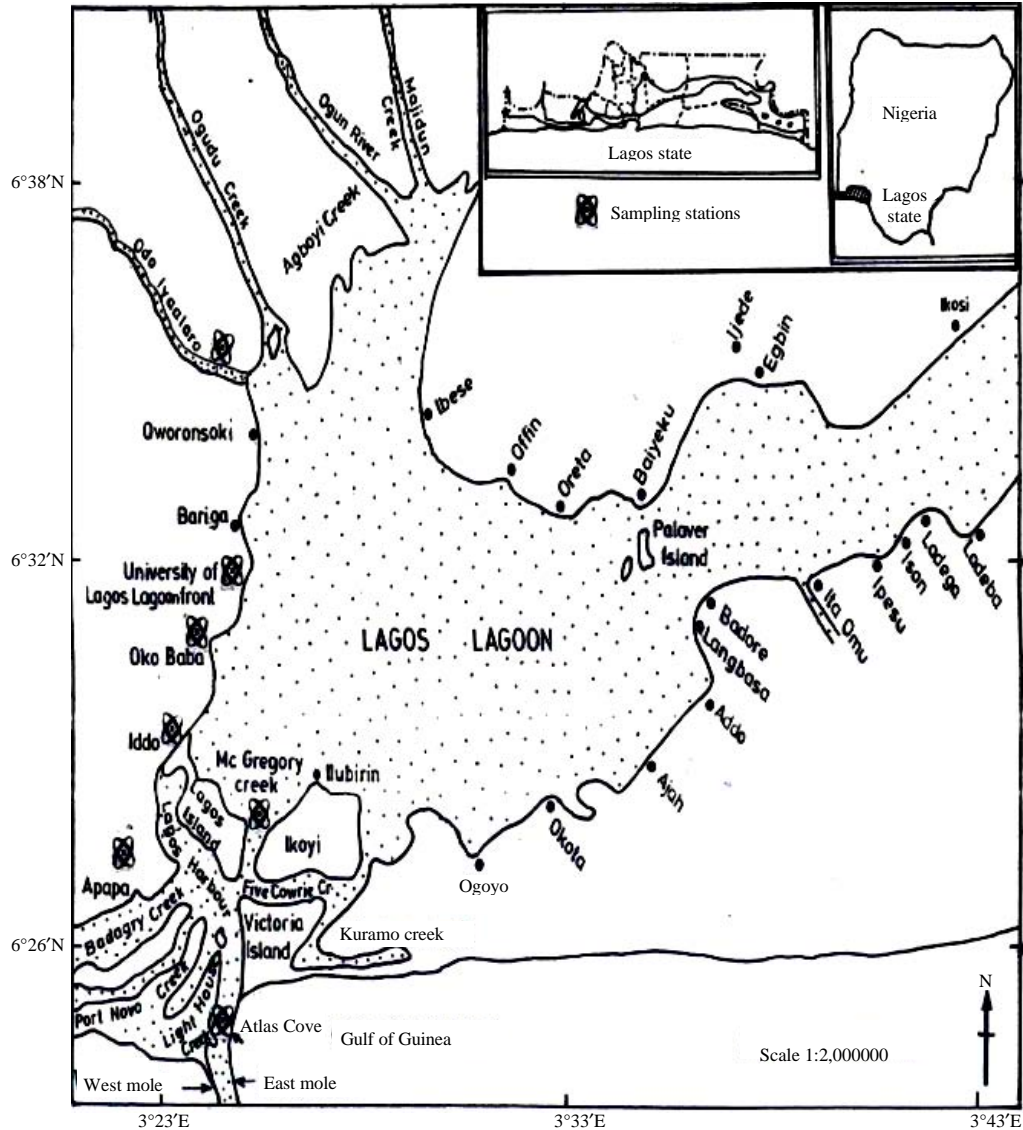 Nigeria
Lagos state
Lagos
state
Sampling stations
6°38'N
Ogudu Creek
Ogun River
Majidun
Creek
Agboyi Creek
Odo Iyaalaro
Ijede
Egbin
Ikosi
Ibese
Offin
Oreta
Baiyeku
Oworonsoki
Bariga
6°32'N
University of
Lagos Lagoonfront
Palaver
Island
Ladeba
Ladega
Ison
Ipesu
Ita Omu
Oko Baba
LAGOS LAGOON
Badore
Langbasa
Addo
Iddo
Mc Gregory
creek
Ilubirin
Ajah
Lagos
Island
Lagos Harbour
Ikoyi
Okota
Apapa
Ogoyo
Five Cowrie Cr.
Badagry Creek
Victoria
Island
Kuramo creek
6°26'N
N
Port Novo Creek
Light House
Creek
Atlas Cove
Gulf of Guinea
Scale 1:2,000000
West mole
East mole
3°23'E
3°33'E
3°43'E